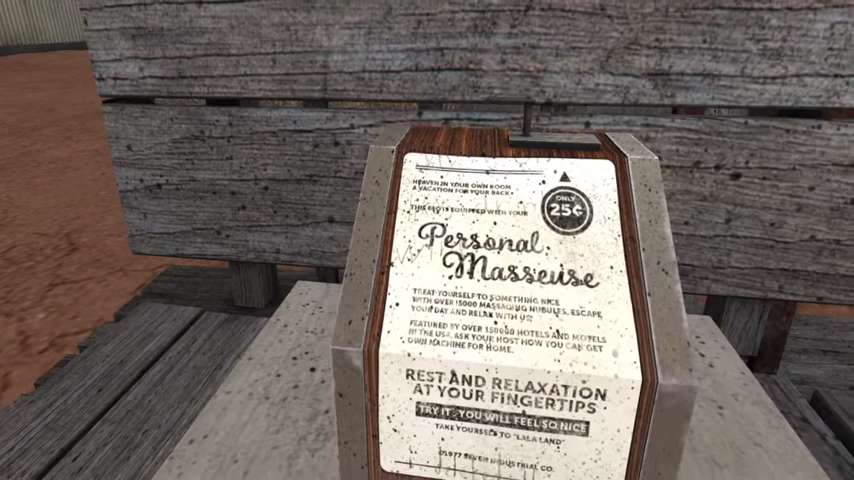 HEAVEN IN YOUR OWN ROOM
A VACATION FOR YOUR BACK
ONLY
25¢
THIS BED IS EQUIPPED WITH YOUR
Personal
Masseuse
TREAT YOURSELF TO SOMETHING NICE
WITH OVER 15000 MASSAGING NUBULES, ESCAPE
YOUR DAY AND RELAX WITH US
FEATURED BY OVER 150000 HOTELS AND MOTELS
IN THE USA. ASK YOUR HOST HOW YOU CAN GET
OWN MACHINE FOR HOME.
REST AND RELAXATION
AT YOUR FINGERTIPS
TRY IT, YOU WILL FEEL SO NICE
TAKE YOURSELF TO "LALA LAND"
©1977 SEVEN INDUSTRIAL CO.